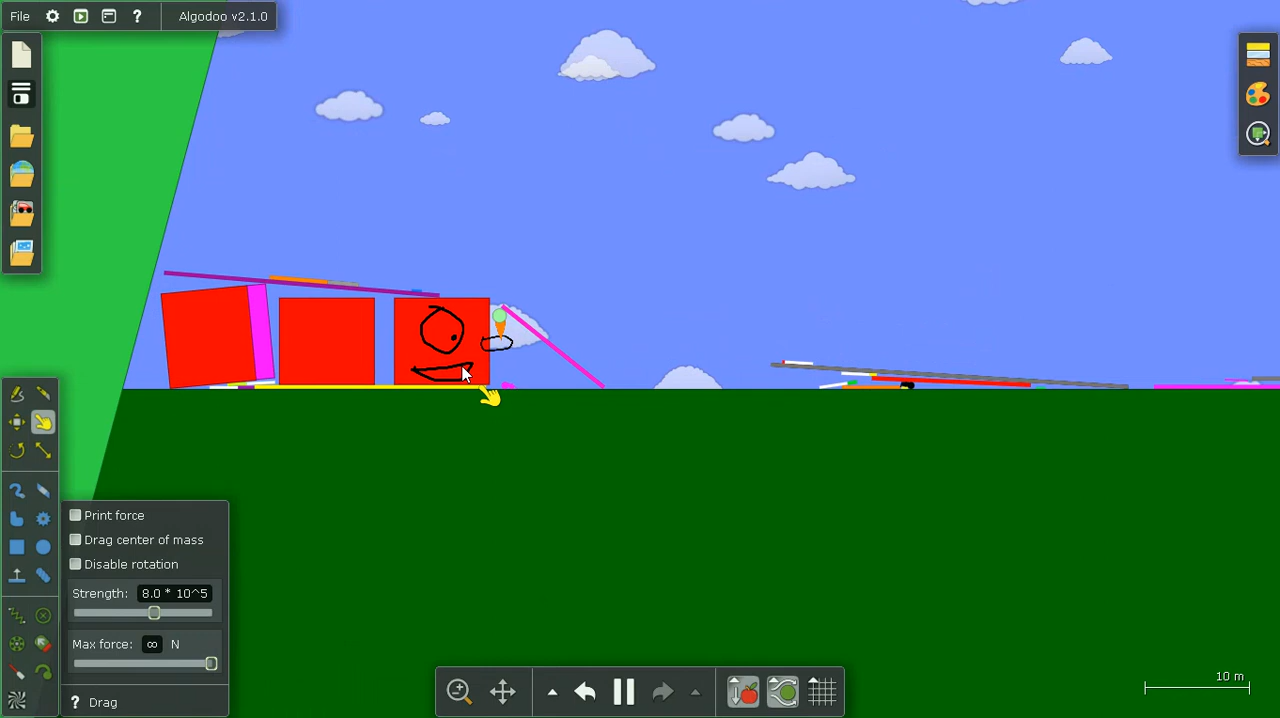 File ? Algodoo v2.1.0
Print force
Drag center of mass
Disable rotation
Strength: 8.0 * 10^5
Max force: ∞ N
? Drag
10 m